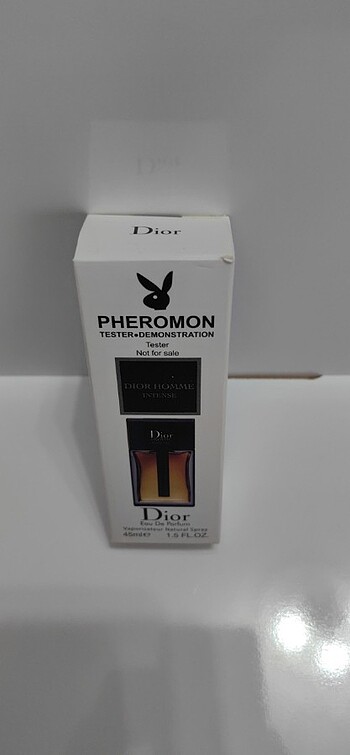 Dior
PHEROMON
TESTER●DEMONSTRATION
Tester
Not for sale
DIOR HOMME
INTENSE
Dior
Dior
Eau De Parfum
Vaporisateur Natural Spray
45ml℮ 1.5 FL.OZ.